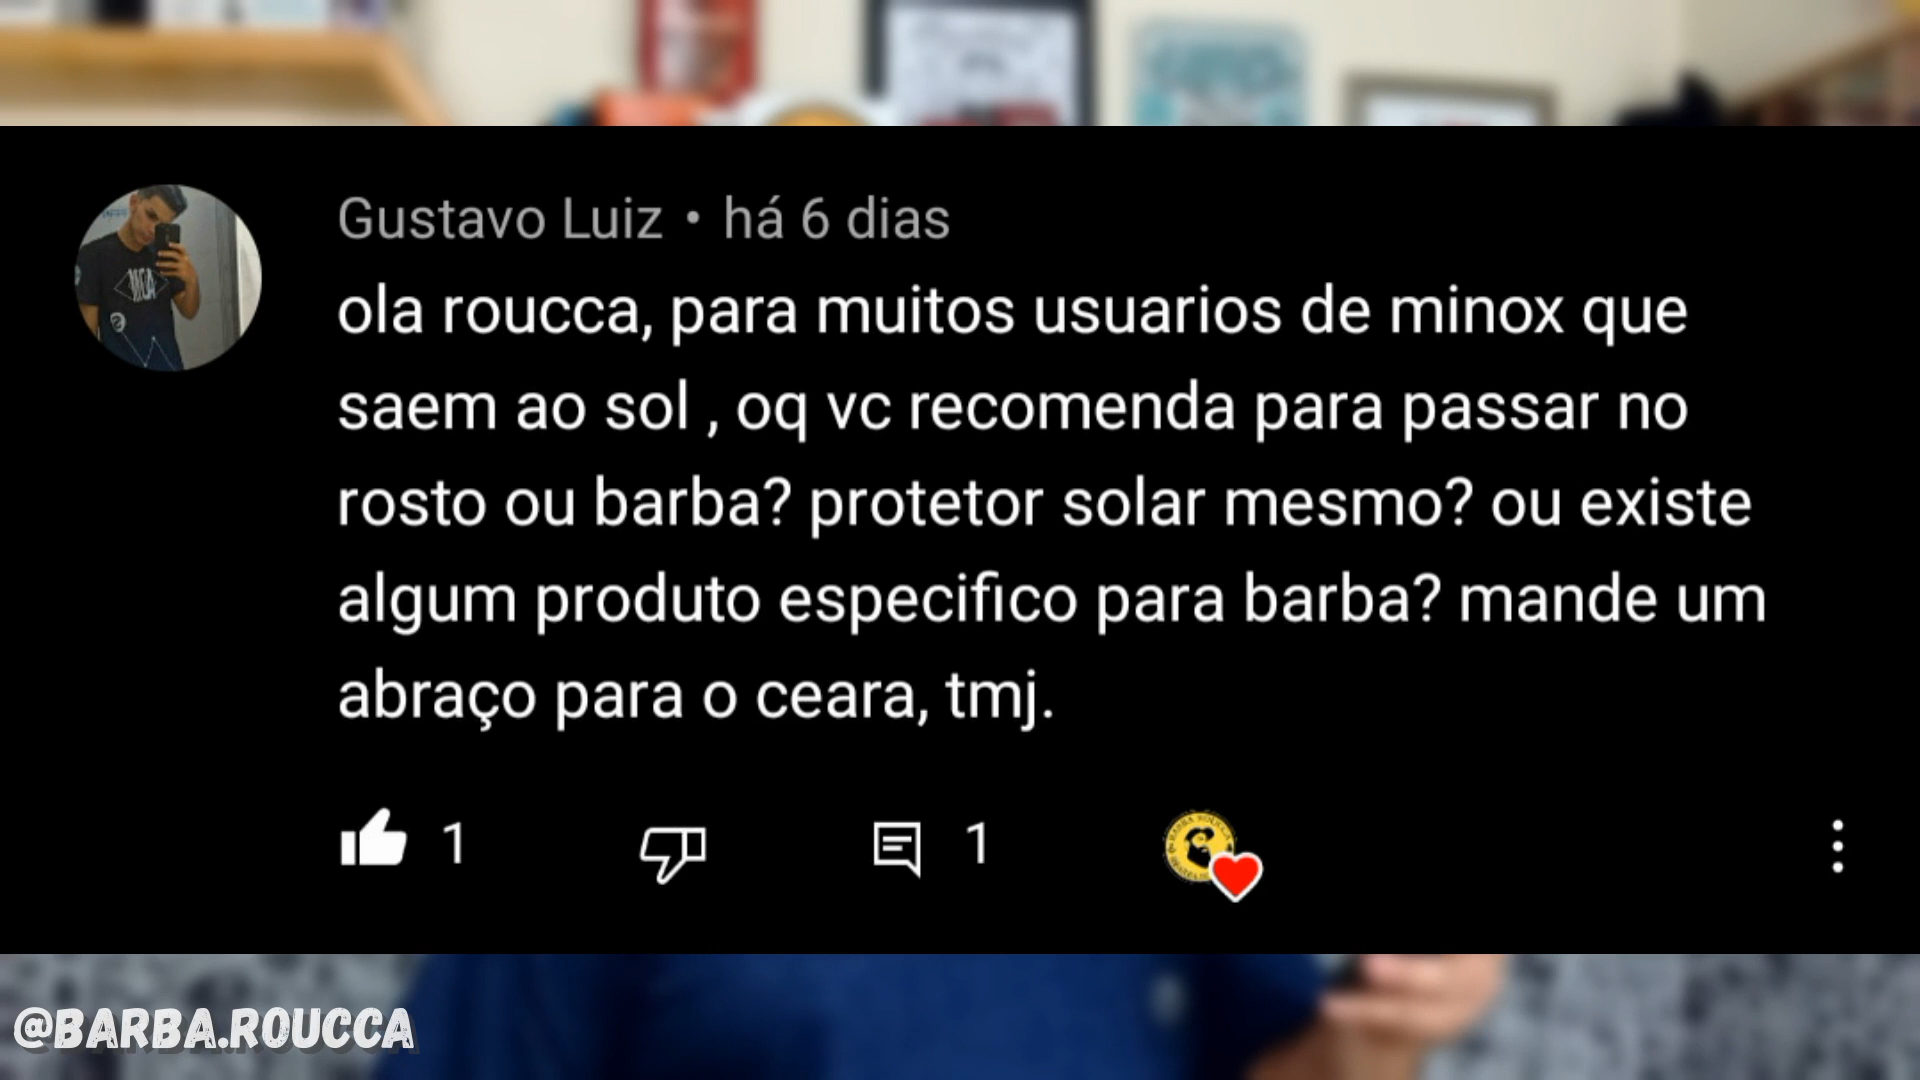 Gustavo Luiz • há 6 dias
ola roucca, para muitos usuarios de minox que
saem ao sol , oq vc recomenda para passar no
rosto ou barba? protetor solar mesmo? ou existe
algum produto especifico para barba? mande um
abraço para o ceara, tmj.
1
1
@BARBA.ROUCCA